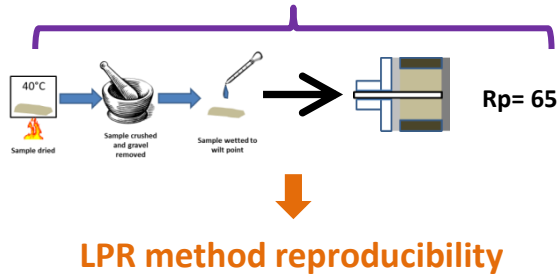 40°C
Sample dried
Sample crushed
and gravel
removed
Sample wetted to
wilt point
Rp= 65
LPR method reproducibility